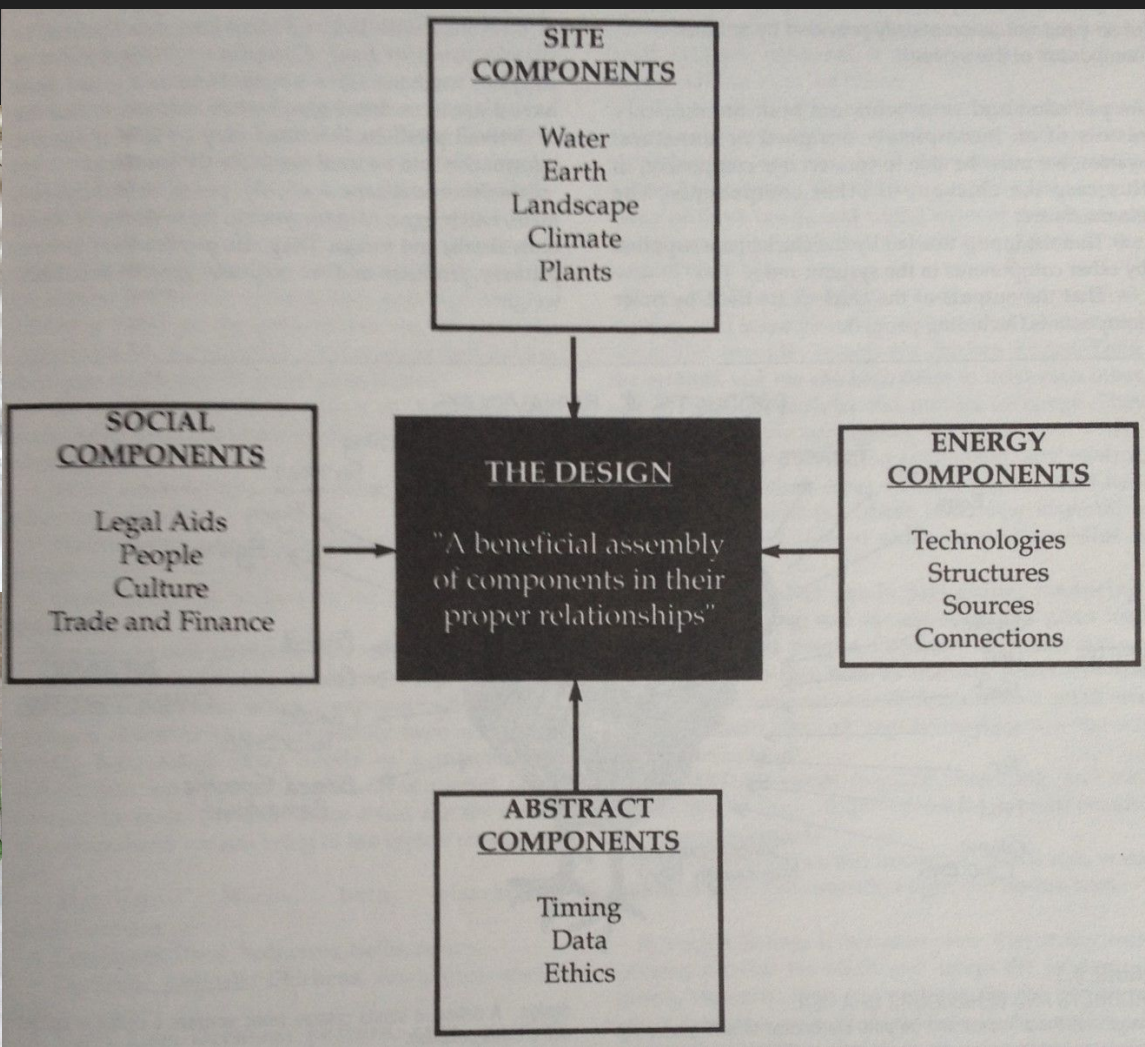 SITE
COMPONENTS
Water
Earth
Landscape
Climate
Plants
SOCIAL
COMPONENTS
Legal Aids
People
Culture
Trade and Finance
THE DESIGN
"A beneficial assembly
of components in their
proper relationships"
ENERGY
COMPONENTS
Technologies
Structures
Sources
Connections
ABSTRACT
COMPONENTS
Timing
Data
Ethics